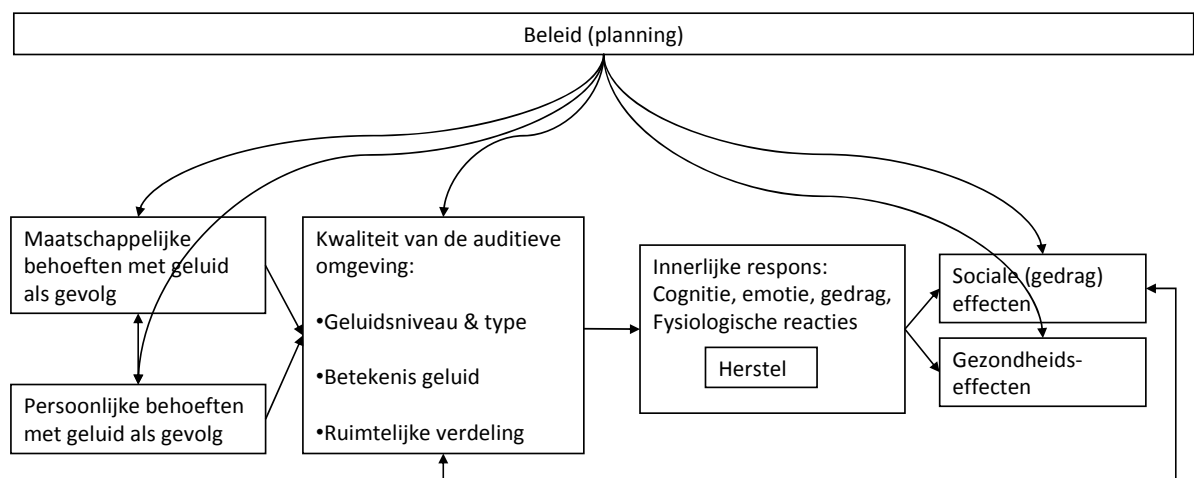 Beleid (planning)
Maatschappelijke
behoeften met geluid
als gevolg
Persoonlijke behoeften
met geluid als gevolg
Kwaliteit van de auditieve
omgeving:
•Geluidsniveau & type
•Betekenis geluid
•Ruimtelijke verdeling
Innerlijke respons:
Cognitie, emotie, gedrag,
Fysiologische reacties
Herstel
Sociale (gedrag)
effecten
Gezondheids-
effecten